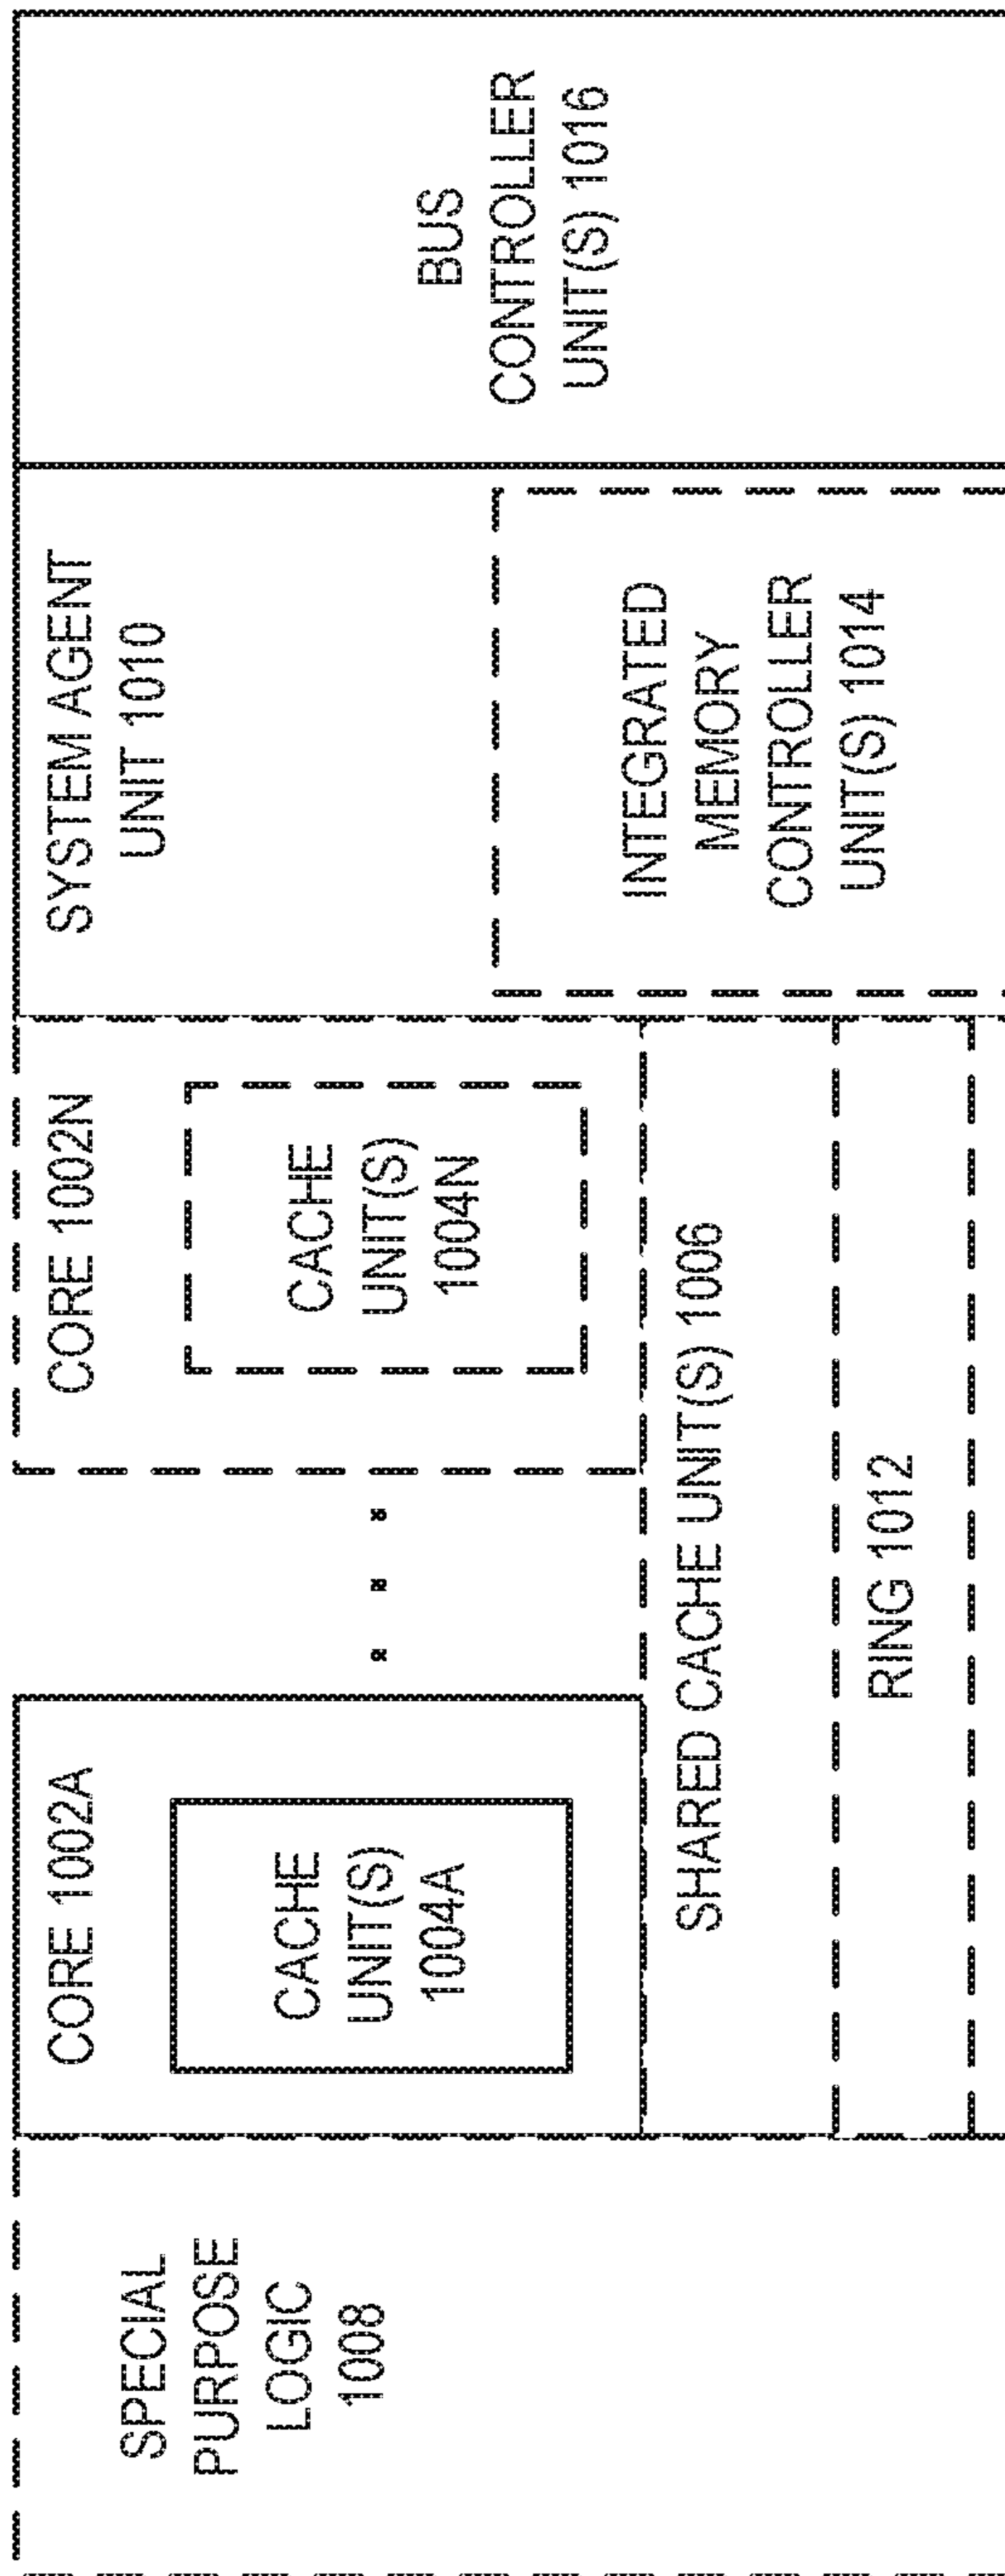 SPECIAL
PURPOSE
LOGIC
1008
CORE 1002A
CACHE
UNIT(S)
1004A
CORE 1002N
CACHE
UNIT(S)
1004N
SHARED CACHE UNIT(S) 1006
RING 1012
SYSTEM AGENT
UNIT 1010
INTEGRATED
MEMORY
CONTROLLER
UNIT(S) 1014
BUS
CONTROLLER
UNIT(S) 1016